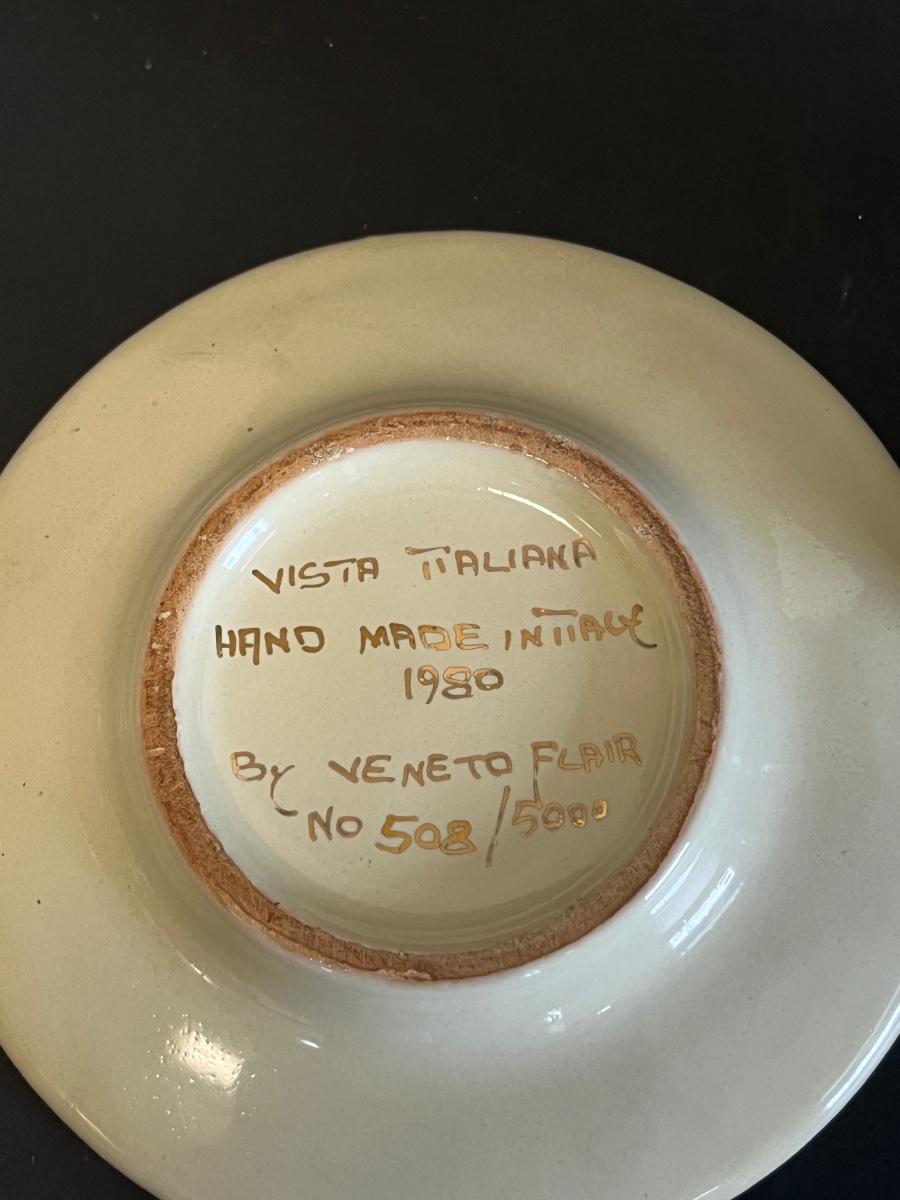 VISTA ITALIANA
HAND MADE IN ITALY
1980
By VENETO FLAIR
No 508/5000